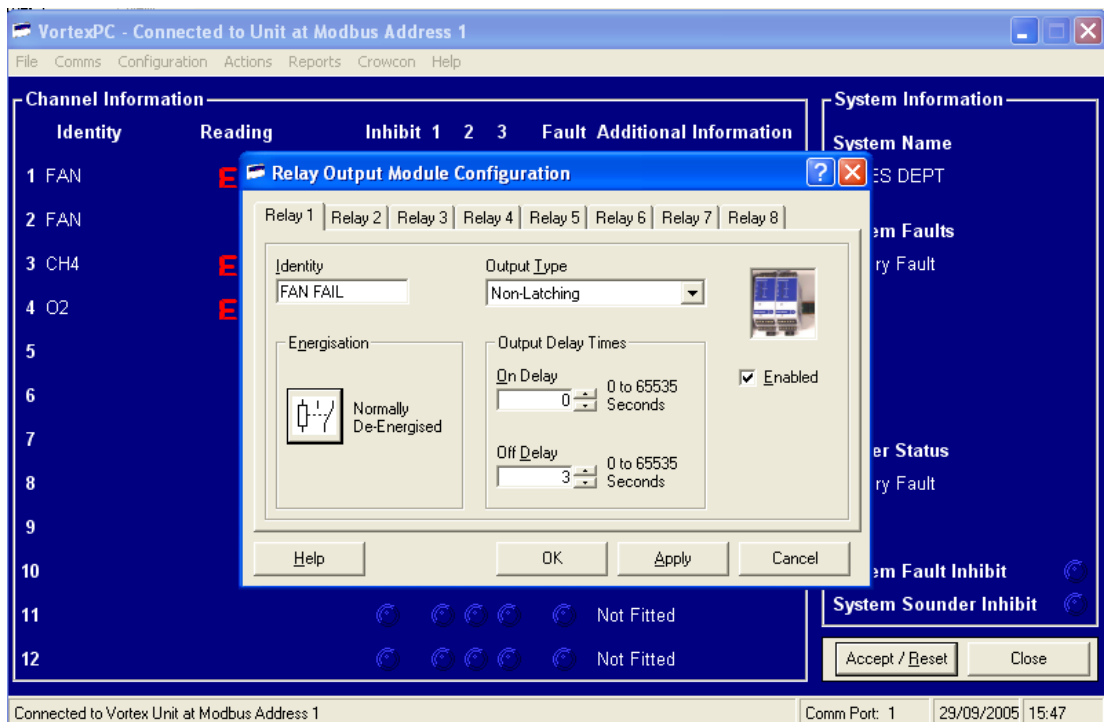 VortexPC - Connected to Unit at Modbus Address 1
File Comms Configuration Actions Reports Crowcon Help
Channel Information
Identity Reading Inhibit 1 2 3 Fault Additional Information
1 FAN E
2 FAN
3 CH4 E
4 O2 E
5
6
7
8
9
10
11 Not Fitted
12 Not Fitted
Relay Output Module Configuration
Relay 1 Relay 2 Relay 3 Relay 4 Relay 5 Relay 6 Relay 7 Relay 8
Identity
FAN FAIL
Output Type
Non-Latching
Energisation
Normally
De-Energised
Output Delay Times
On Delay
0 0 to 65535
Seconds
Off Delay
3 0 to 65535
Seconds
Enabled
Help OK Apply Cancel
System Information
System Name
ES DEPT
em Faults
ry Fault
er Status
ry Fault
em Fault Inhibit
System Sounder Inhibit
Accept / Reset Close
Connected to Vortex Unit at Modbus Address 1 Comm Port: 1 29/09/2005 15:47